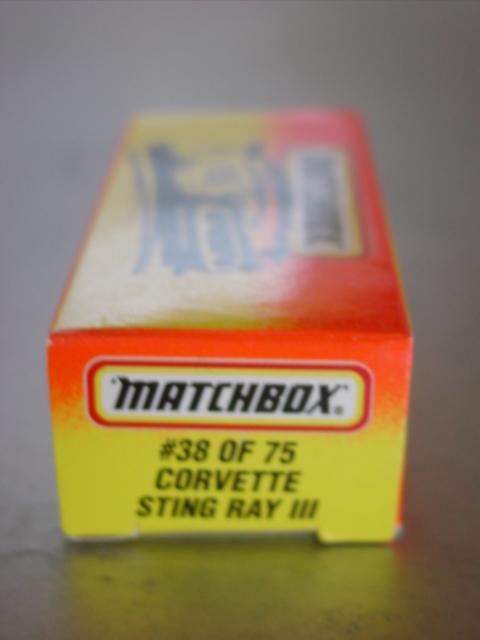 MATCHBOX®
#38 OF 75
CORVETTE
STING RAY III